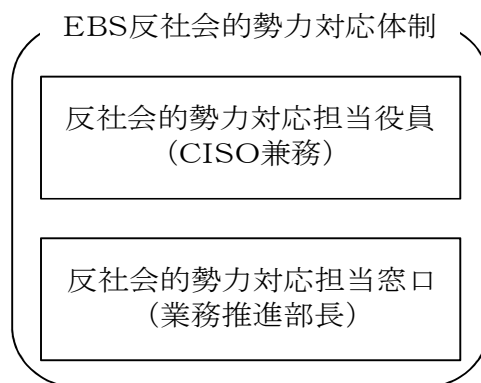 EBS反社会的勢力対応体制
反社会的勢力対応担当役員
（CISO兼務）
反社会的勢力対応担当窓口
（業務推進部長）